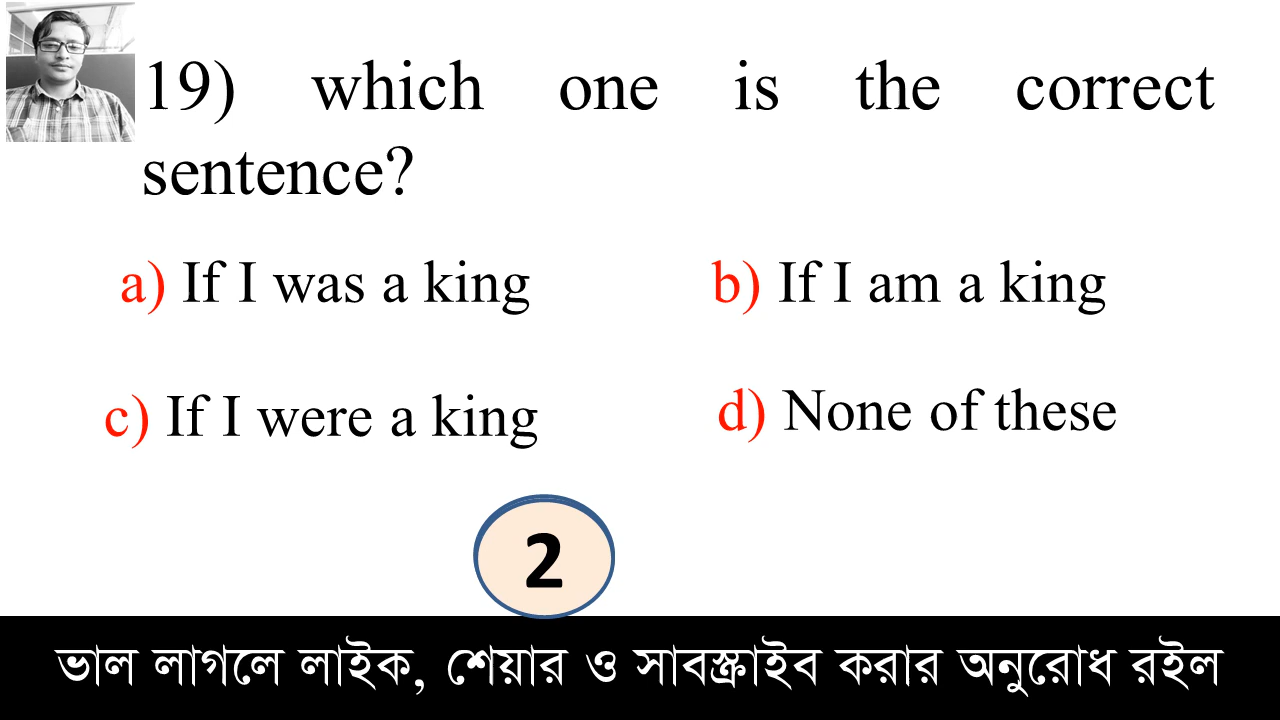 19) which one is the correct
sentence?
a) If I was a king
b) If I am a king
c) If I were a king
d) None of these
2
ভাল লাগলে লাইক, শেয়ার ও সাবস্ক্রাইব করার অনুরোধ রইল